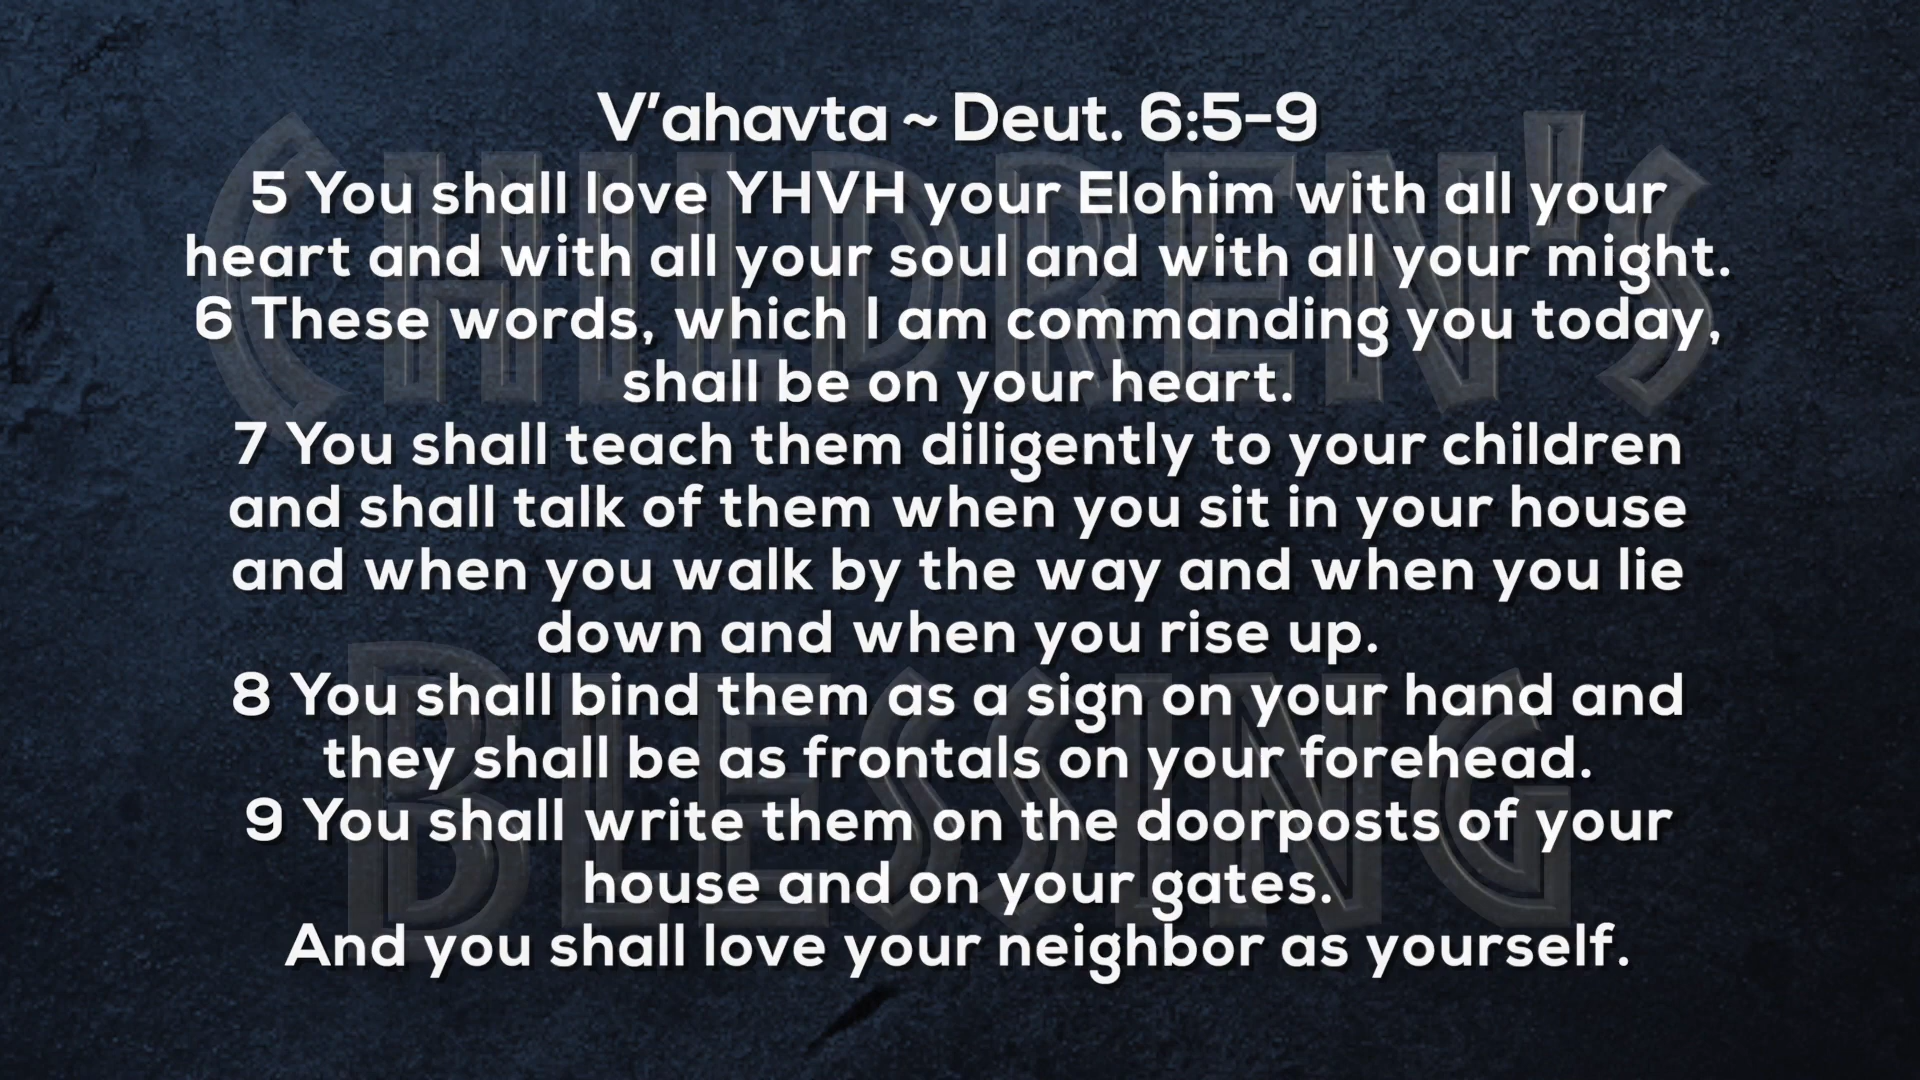 V'ahavta ~ Deut. 6:5-9
5 You shall love YHVH your Elohim with all your
heart and with all your soul and with all your might.
6 These words, which I am commanding you today,
shall be on your heart.
7 You shall teach them diligently to your children
and shall talk of them when you sit in your house
and when you walk by the way and when you lie
down and when you rise up.
8 You shall bind them as a sign on your hand and
they shall be as frontals on your forehead.
9 You shall write them on the doorposts of your
house and on your gates.
And you shall love your neighbor as yourself.
CHILDREN's
BLESSING